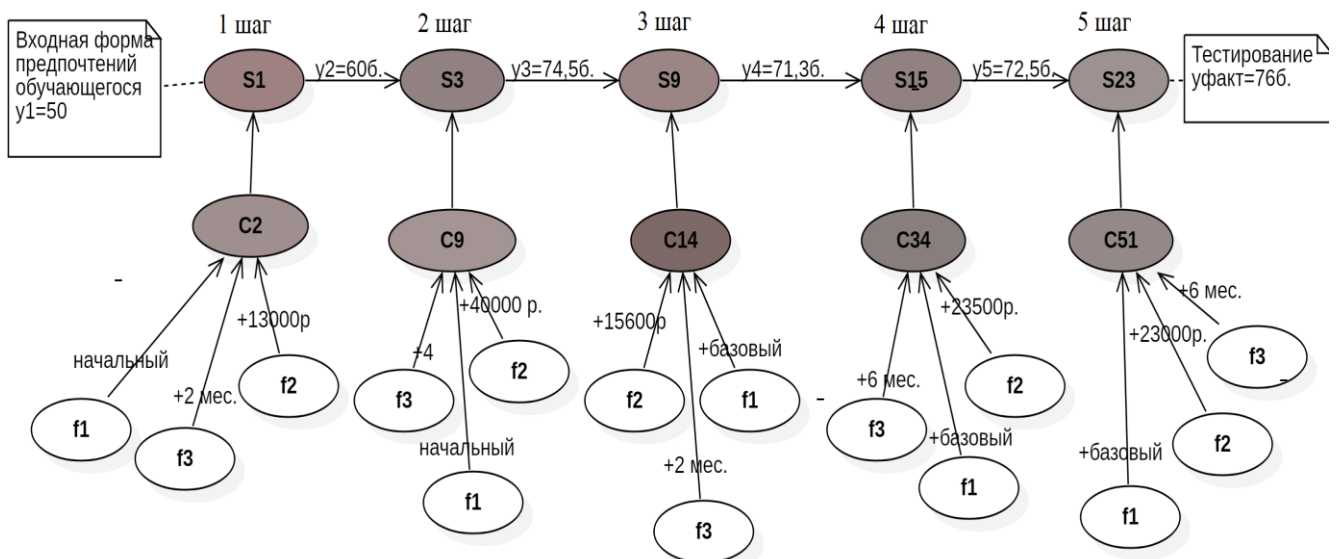 1 шаг
2 шаг
3 шаг
4 шаг
5 шаг
Входная форма
предпочтений
обучающегося
y1=50
S1
y2=60б.
S3
y3=74,5б.
S9
y4=71,3б.
S15
y5=72,5б.
S23
Тестирование
yфакт=76б.
C2
C9
C14
C34
C51
начальный
+2 мес.
+13000р
f1
f3
f2
+4
начальный
+40000 р.
f3
f1
f2
+15600р
+2 мес.
+базовый
f2
f3
f1
+6 мес.
+базовый
+23500р.
f3
f1
f2
+базовый
+23000р.
+6 мес.
f1
f2
f3